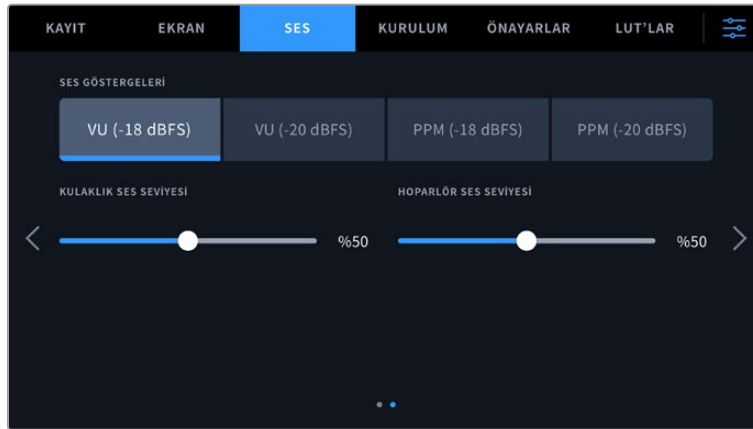 KAYIT EKRAN SES KURULUM ÖNAYARLAR LUT’LAR
SES GÖSTERGELERİ
VU (-18 dBFS) VU (-20 dBFS) PPM (-18 dBFS) PPM (-20 dBFS)
KULAKLIK SES SEVİYESİ HOPARLÖR SES SEVİYESİ
%50 %50